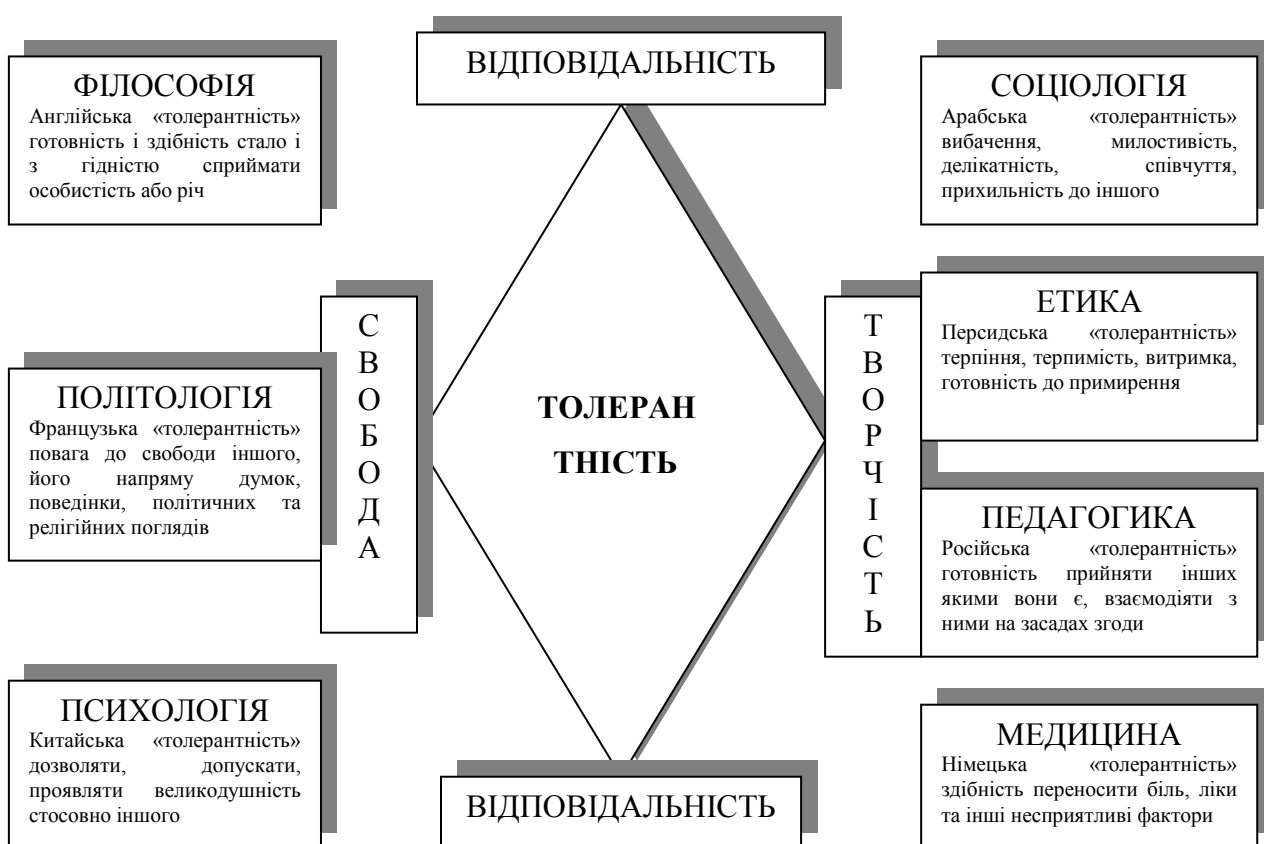 ВІДПОВІДАЛЬНІСТЬ
ФІЛОСОФІЯ
Англійська «толерантність»
готовність і здібність стало і
з гідністю сприймати
особистість або річ
СОЦІОЛОГІЯ
Арабська «толерантність»
вибачення, милостивість,
делікатність, співчуття,
прихильність до іншого
СВОБОДА
ПОЛІТОЛОГІЯ
Французька «толерантність»
повага до свободи іншого,
його напряму думок,
поведінки, політичних та
релігійних поглядів
ТОЛЕРАН
ТНІСТЬ
ТВОРЧІСТЬ
ЕТИКА
Персидська «толерантність»
терпіння, терпимість, витримка,
готовність до примирення
ПЕДАГОГИКА
Російська «толерантність»
готовність прийняти інших
якими вони є, взаємодіяти з
ними на засадах згоди
ПСИХОЛОГІЯ
Китайська «толерантність»
дозволяти, допускати,
проявляти великодушність
стосовно іншого
ВІДПОВІДАЛЬНІСТЬ
МЕДИЦИНА
Німецька «толерантність»
здібність переносити біль, ліки
та інші несприятливі фактори